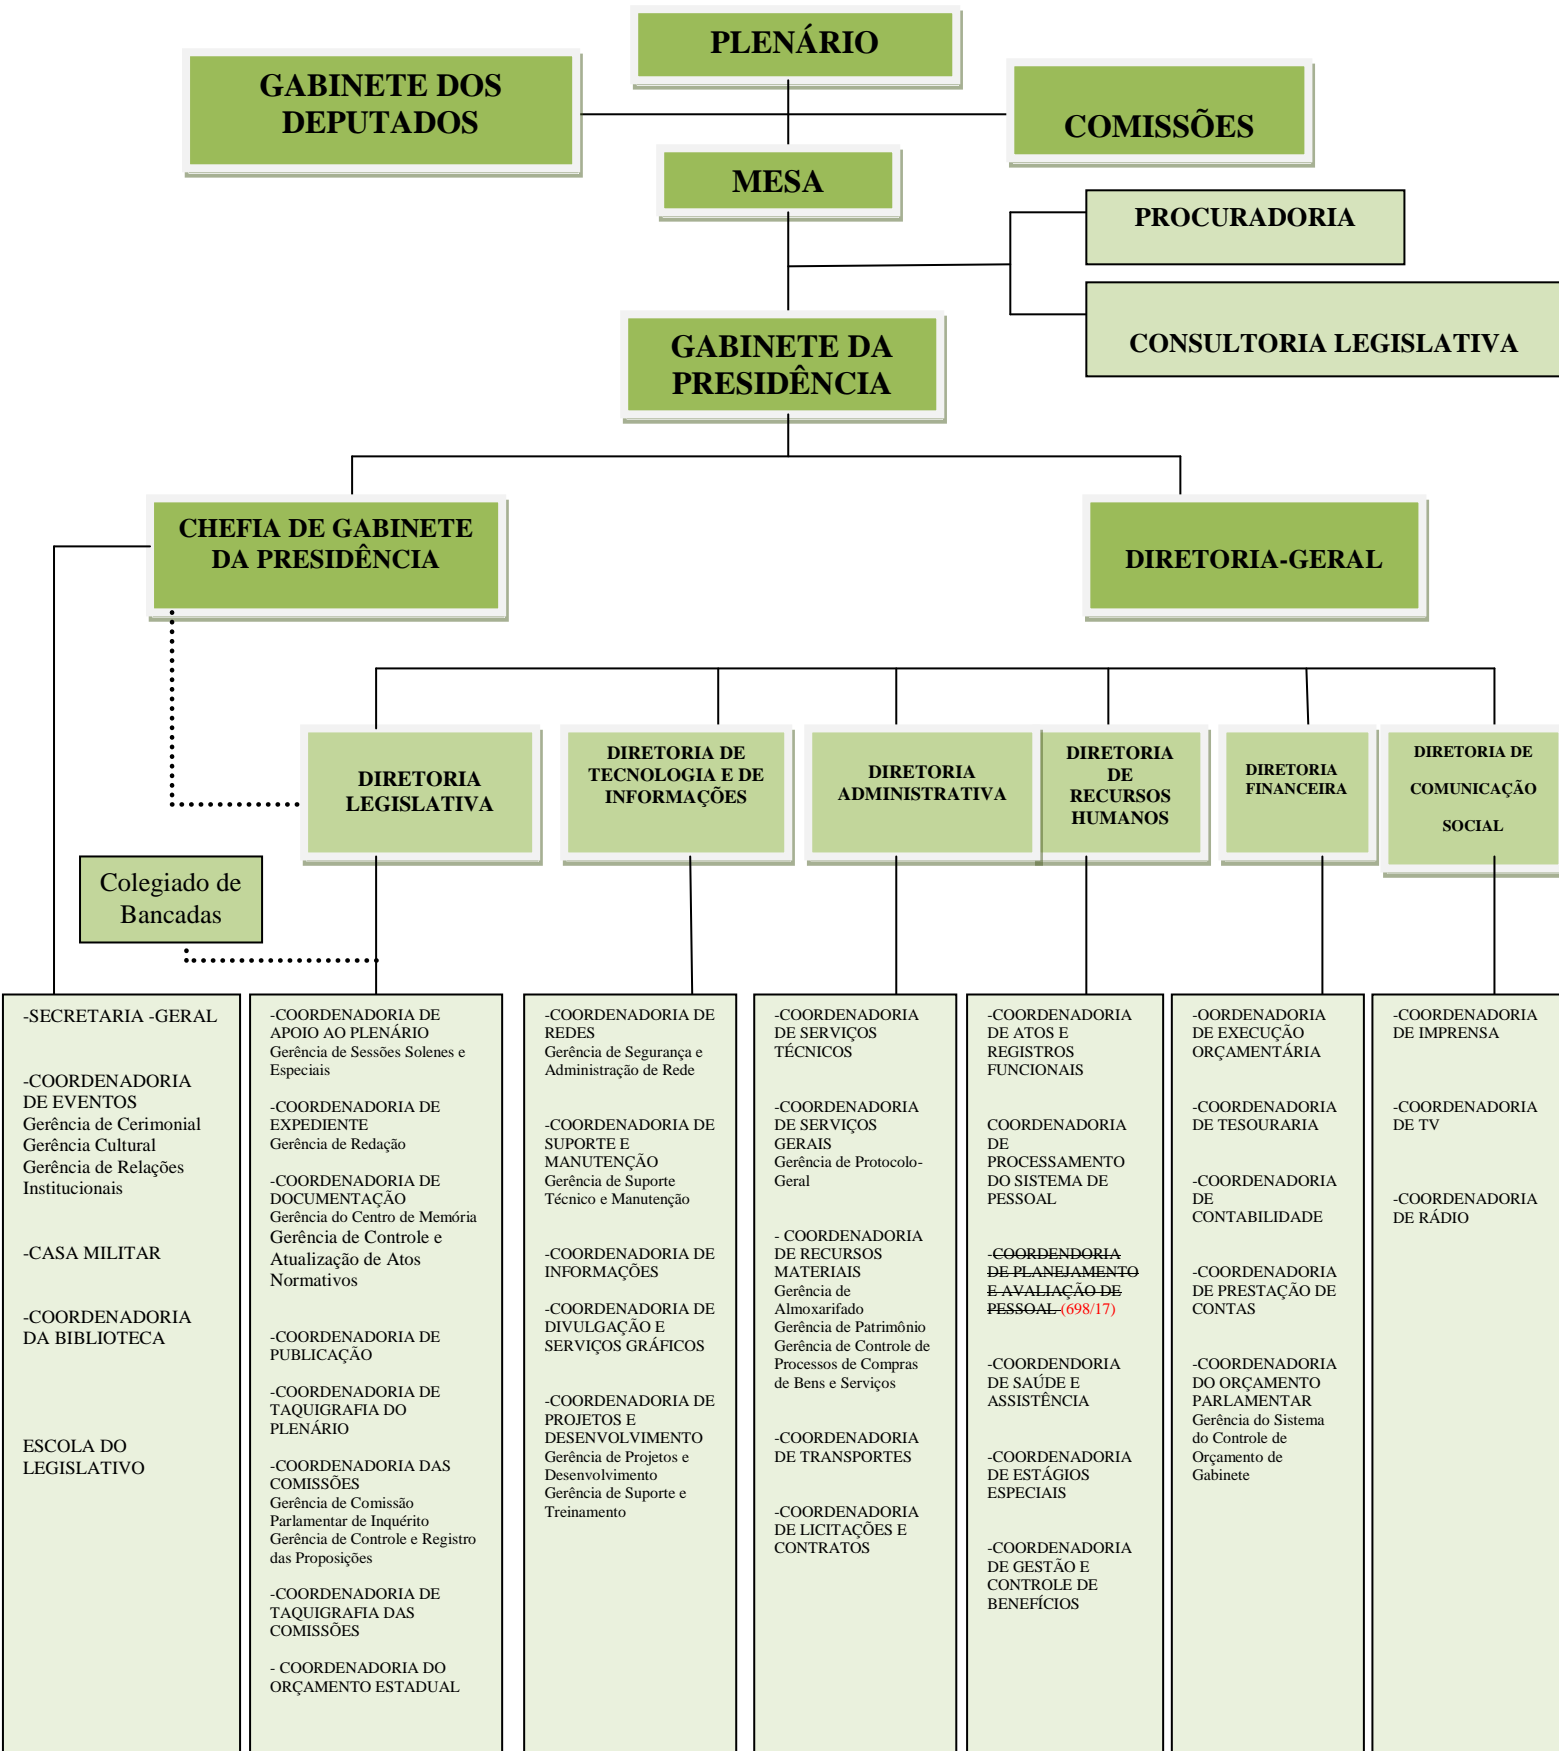 PLENÁRIO
GABINETE DOS
DEPUTADOS
COMISSÕES
MESA
PROCURADORIA
CONSULTORIA LEGISLATIVA
GABINETE DA
PRESIDÊNCIA
CHEFIA DE GABINETE
DA PRESIDÊNCIA
DIRETORIA-GERAL
DIRETORIA
LEGISLATIVA
DIRETORIA DE
TECNOLOGIA E DE
INFORMAÇÕES
DIRETORIA
ADMINISTRATIVA
DIRETORIA
DE
RECURSOS
HUMANOS
DIRETORIA
FINANCEIRA
DIRETORIA DE
COMUNICAÇÃO
SOCIAL
Colegiado de
Bancadas
-SECRETARIA -GERAL
-COORDENADORIA
DE EVENTOS
Gerência de Cerimonial
Gerência Cultural
Gerência de Relações
Institucionais
-CASA MILITAR
-COORDENADORIA
DA BIBLIOTECA
ESCOLA DO
LEGISLATIVO
-COORDENADORIA DE
APOIO AO PLENÁRIO
Gerência de Sessões Solenes e
Especiais
-COORDENADORIA DE
EXPEDIENTE
Gerência de Redação
-COORDENADORIA DE
DOCUMENTAÇÃO
Gerência do Centro de Memória
Gerência de Controle e
Atualização de Atos
Normativos
-COORDENADORIA DE
PUBLICAÇÃO
-COORDENADORIA DE
TAQUIGRAFIA DO
PLENÁRIO
-COORDENADORIA DAS
COMISSÕES
Gerência de Comissão
Parlamentar de Inquérito
Gerência de Controle e Registro
das Proposições
-COORDENADORIA DE
TAQUIGRAFIA DAS
COMISSÕES
- COORDENADORIA DO
ORÇAMENTO ESTADUAL
-COORDENADORIA DE
REDES
Gerência de Segurança e
Administração de Rede
-COORDENADORIA DE
SUPORTE E
MANUTENÇÃO
Gerência de Suporte
Técnico e Manutenção
-COORDENADORIA DE
INFORMAÇÕES
-COORDENADORIA DE
DIVULGAÇÃO E
SERVIÇOS GRÁFICOS
-COORDENADORIA DE
PROJETOS E
DESENVOLVIMENTO
Gerência de Projetos e
Desenvolvimento
Gerência de Suporte e
Treinamento
-COORDENADORIA
DE SERVIÇOS
TÉCNICOS
-COORDENADORIA
DE SERVIÇOS
GERAIS
Gerência de Protocolo-
Geral
- COORDENADORIA
DE RECURSOS
MATERIAIS
Gerência de
Almoxarifado
Gerência de Patrimônio
Gerência de Controle de
Processos de Compras
de Bens e Serviços
-COORDENADORIA
DE TRANSPORTES
-COORDENADORIA
DE LICITAÇÕES E
CONTRATOS
-COORDENADORIA
DE ATOS E
REGISTROS
FUNCIONAIS
COORDENADORIA
DE
PROCESSAMENTO
DO SISTEMA DE
PESSOAL
-COORDENDORIA
DE PLANEJAMENTO
E AVALIAÇÃO DE
PESSOAL (698/17)
-COORDENDORIA
DE SAÚDE E
ASSISTÊNCIA
-COORDENADORIA
DE ESTÁGIOS
ESPECIAIS
-COORDENADORIA
DE GESTÃO E
CONTROLE DE
BENEFÍCIOS
-OORDENADORIA
DE EXECUÇÃO
ORÇAMENTÁRIA
-COORDENADORIA
DE TESOURARIA
-COORDENADORIA
DE
CONTABILIDADE
-COORDENADORIA
DE PRESTAÇÃO DE
CONTAS
-COORDENADORIA
DO ORÇAMENTO
PARLAMENTAR
Gerência do Sistema
do Controle de
Orçamento de
Gabinete
-COORDENADORIA
DE IMPRENSA
-COORDENADORIA
DE TV
-COORDENADORIA
DE RÁDIO